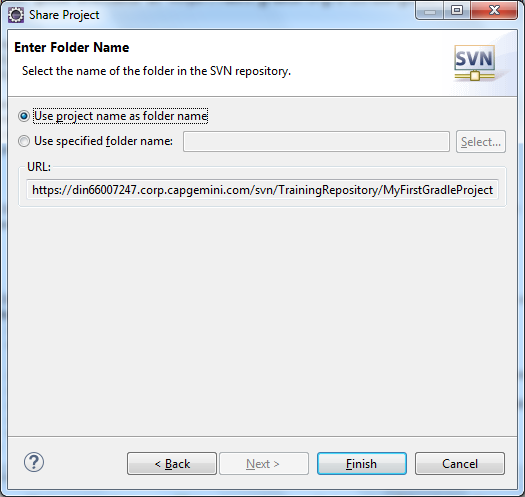 Share Project
Enter Folder Name
Select the name of the folder in the SVN repository.
SVN
Use project name as folder name
Use specified folder name:
Select...
URL:
https://din66007247.corp.capgemini.com/svn/TrainingRepository/MyFirstGradleProject
?
< Back
Next >
Finish
Cancel